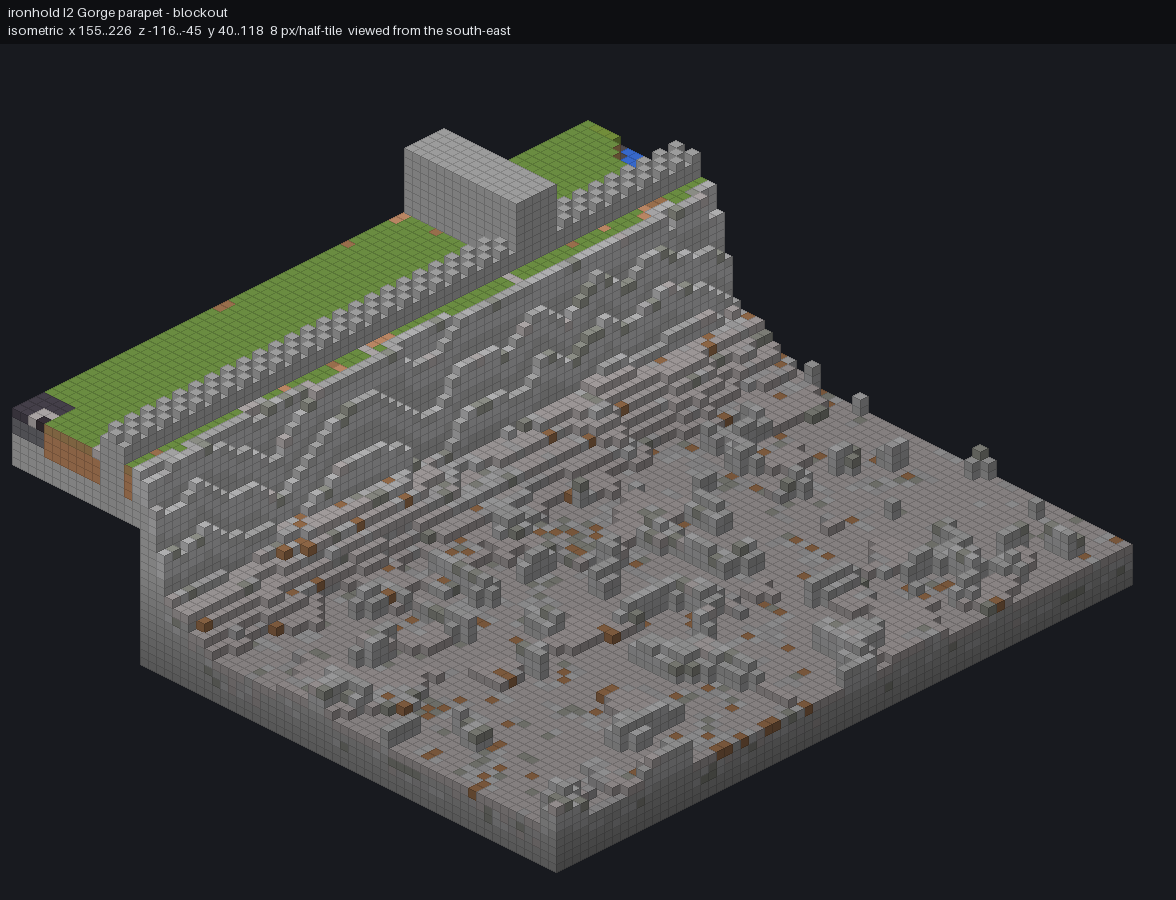 ironhold I2 Gorge parapet - blockout
isometric  x 155..226  z -116..-45  y 40..118  8 px/half-tile  viewed from the south-east